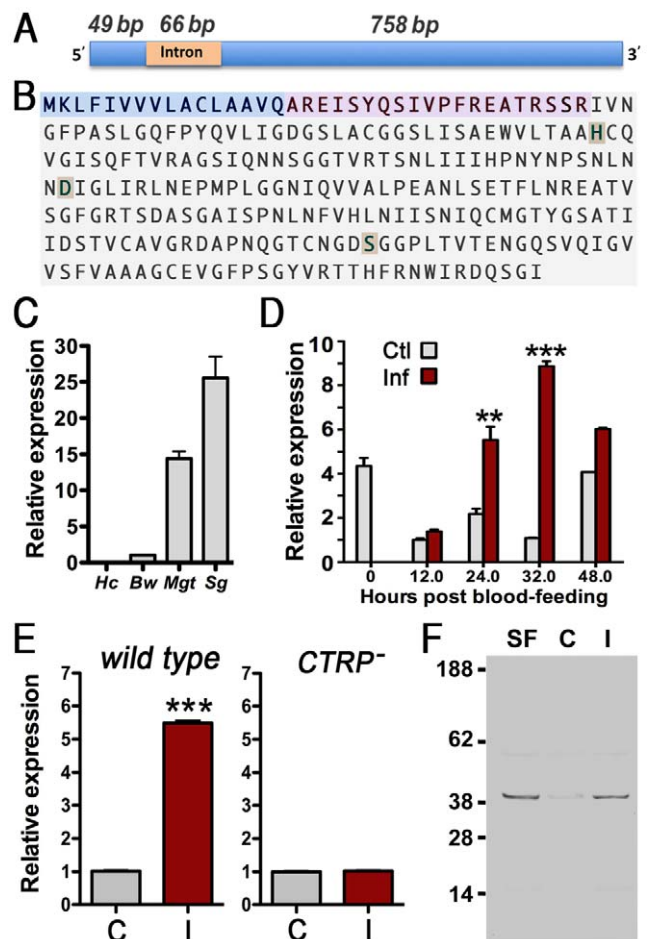 A
49 bp 66 bp 758 bp
5′ Intron 3′
B
MKLFIVVVLACLAAVQAREISYQSIVPFREATRSSRIVN
GFPASLGQFPYQVLIGDGSLACGGSLISAEWVLTAAHCQ
VGISQFTVRAGSIQNNSGGTVRTSNLIIIHPNYNPSNLN
NDIGLIRLNEPMPLGGNIQVVALPEANLSETFLNREATV
SGFGRTSDASGAISPNLNFVHLNIISNIQCMGTYGSATI
IDSTVCAVGRDAPNQGTCNGDSGGPLTVTENGQSVQIGV
VSFVAAAGCEVGFPSGYVRTTHFRNWIRDQSGI
C
Relative expression
30
25
20
15
10
5
0
Hc Bw Mgt Sg
D
Relative expression
10
8
6
4
2
0
Ctl
Inf
** ***
0 12.0 24.0 32.0 48.0
Hours post blood-feeding
E
wild type
Relative expression
7
6
5
4
3
2
1
0
***
C I
CTRP-
7
6
5
4
3
2
1
0
C I
F
SF C I
188
62
38
28
14